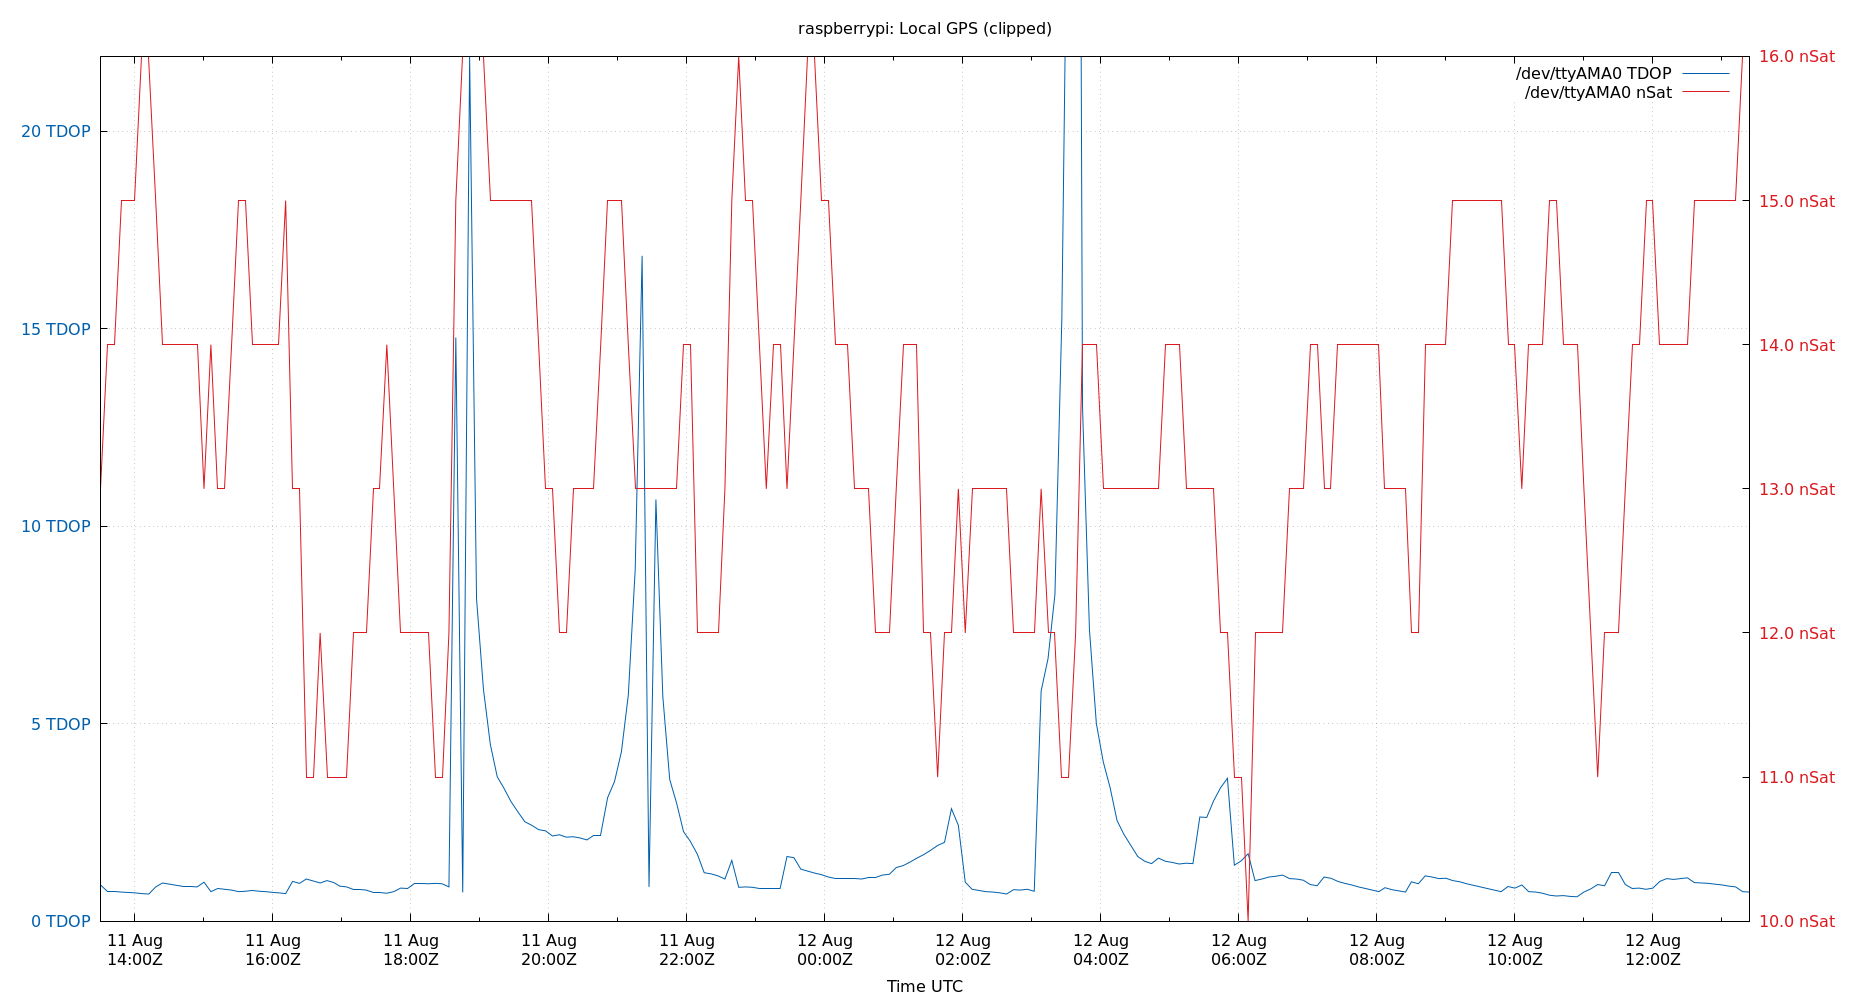 raspberrypi: Local GPS (clipped)
/dev/ttyAMA0 TDOP
/dev/ttyAMA0 nSat
20 TDOP
15 TDOP
10 TDOP
5 TDOP
0 TDOP
16.0 nSat
15.0 nSat
14.0 nSat
13.0 nSat
12.0 nSat
11.0 nSat
10.0 nSat
11 Aug 11 Aug 11 Aug 11 Aug 11 Aug 12 Aug 12 Aug 12 Aug 12 Aug 12 Aug 12 Aug 12 Aug
14:00Z 16:00Z 18:00Z 20:00Z 22:00Z 00:00Z 02:00Z 04:00Z 06:00Z 08:00Z 10:00Z 12:00Z
Time UTC